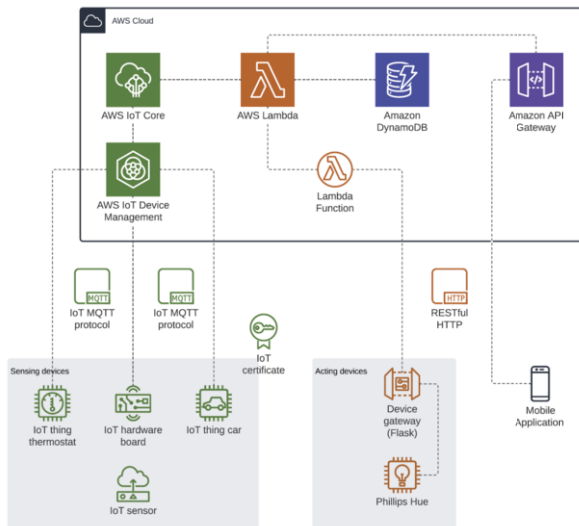 AWS Cloud
AWS IoT Core
AWS Lambda
Amazon
DynamoDB
Amazon API
Gateway
AWS IoT Device
Management
Lambda
Function
MQTT
IoT MQTT
protocol
MQTT
IoT MQTT
protocol
HTTP
RESTful
HTTP
IoT
certificate
Sensing devices
IoT thing
thermostat
IoT hardware
board
IoT thing car
IoT sensor
Acting devices
Device
gateway
(Flask)
Phillips Hue
Mobile
Application